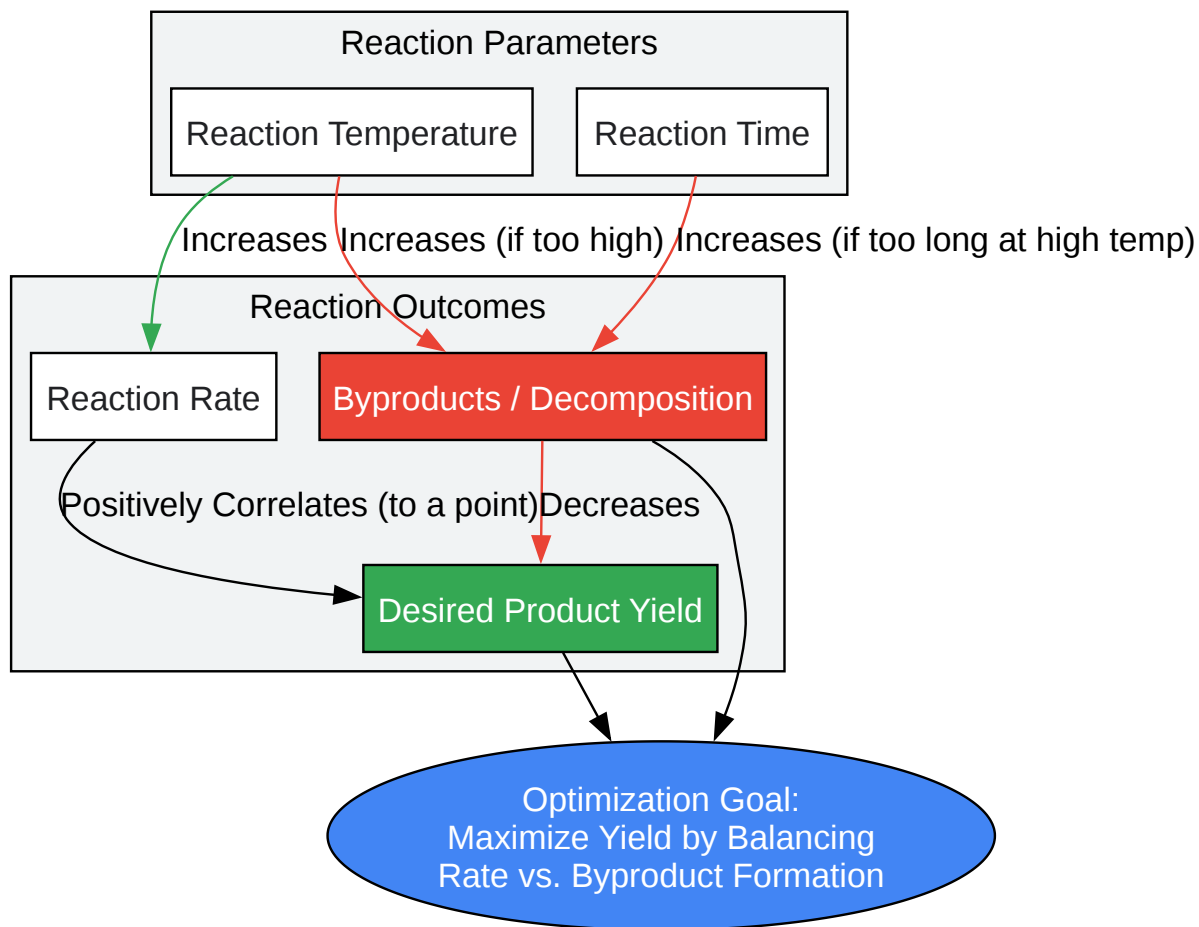 Reaction Parameters
Reaction Temperature
Reaction Time
Increases
Increases (if too high)
Increases (if too long at high temp)
Reaction Outcomes
Reaction Rate
Byproducts / Decomposition
Positively Correlates (to a point)
Decreases
Desired Product Yield
Optimization Goal:
Maximize Yield by Balancing
Rate vs. Byproduct Formation